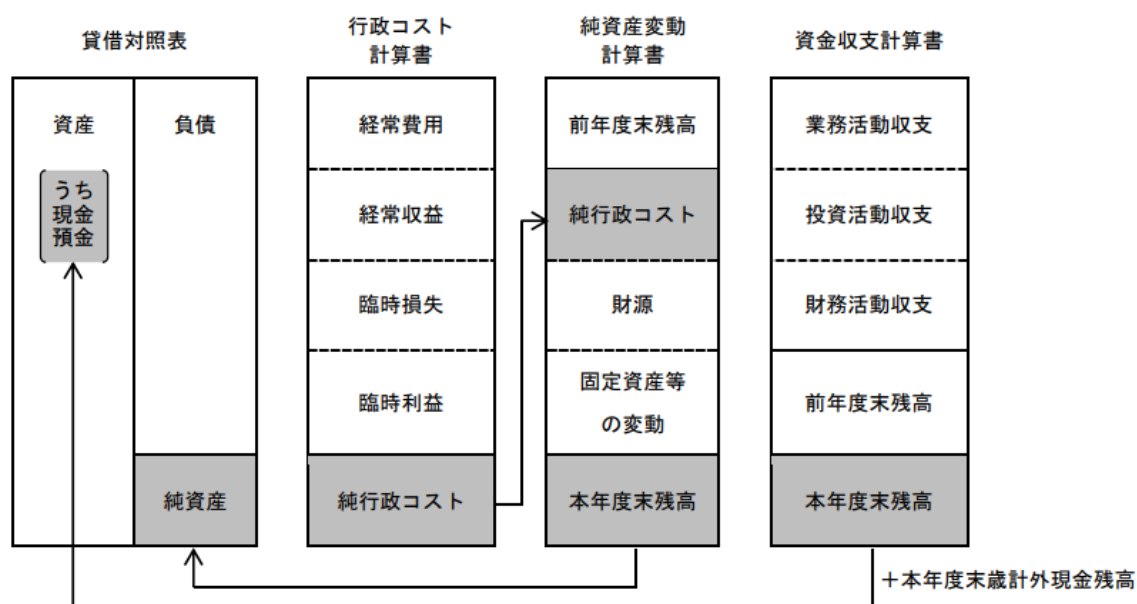 貸借対照表
資産
うち
現金
預金
負債
純資産
行政コスト
計算書
経常費用
経常収益
臨時損失
臨時利益
純行政コスト
純資産変動
計算書
前年度末残高
純行政コスト
財源
固定資産等
の変動
本年度末残高
資金収支計算書
業務活動収支
投資活動収支
財務活動収支
前年度末残高
本年度末残高
＋本年度末歳計外現金残高